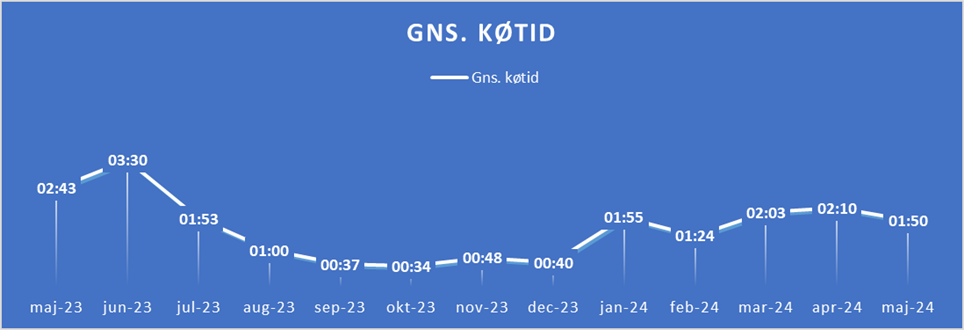 GNS. KØTID
Gns. køtid
02:43 03:30 01:53 01:00 00:37 00:34 00:48 00:40 01:55 01:24 02:03 02:10 01:50
maj-23 jun-23 jul-23 aug-23 sep-23 okt-23 nov-23 dec-23 jan-24 feb-24 mar-24 apr-24 maj-24